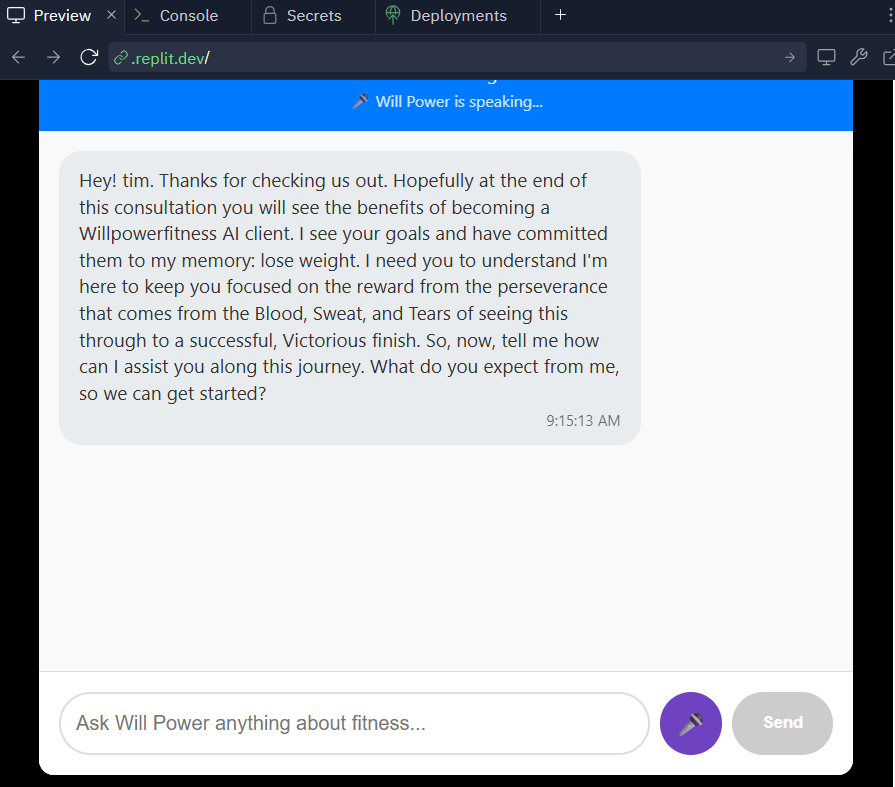 Preview
Console
Secrets
Deployments
.replit.dev/
Will Power is speaking...
Hey! tim. Thanks for checking us out. Hopefully at the end of
this consultation you will see the benefits of becoming a
Willpowerfitness AI client. I see your goals and have committed
them to my memory: lose weight. I need you to understand I'm
here to keep you focused on the reward from the perseverance
that comes from the Blood, Sweat, and Tears of seeing this
through to a successful, Victorious finish. So, now, tell me how
can I assist you along this journey. What do you expect from me,
so we can get started?
9:15:13 AM
Ask Will Power anything about fitness...
Send